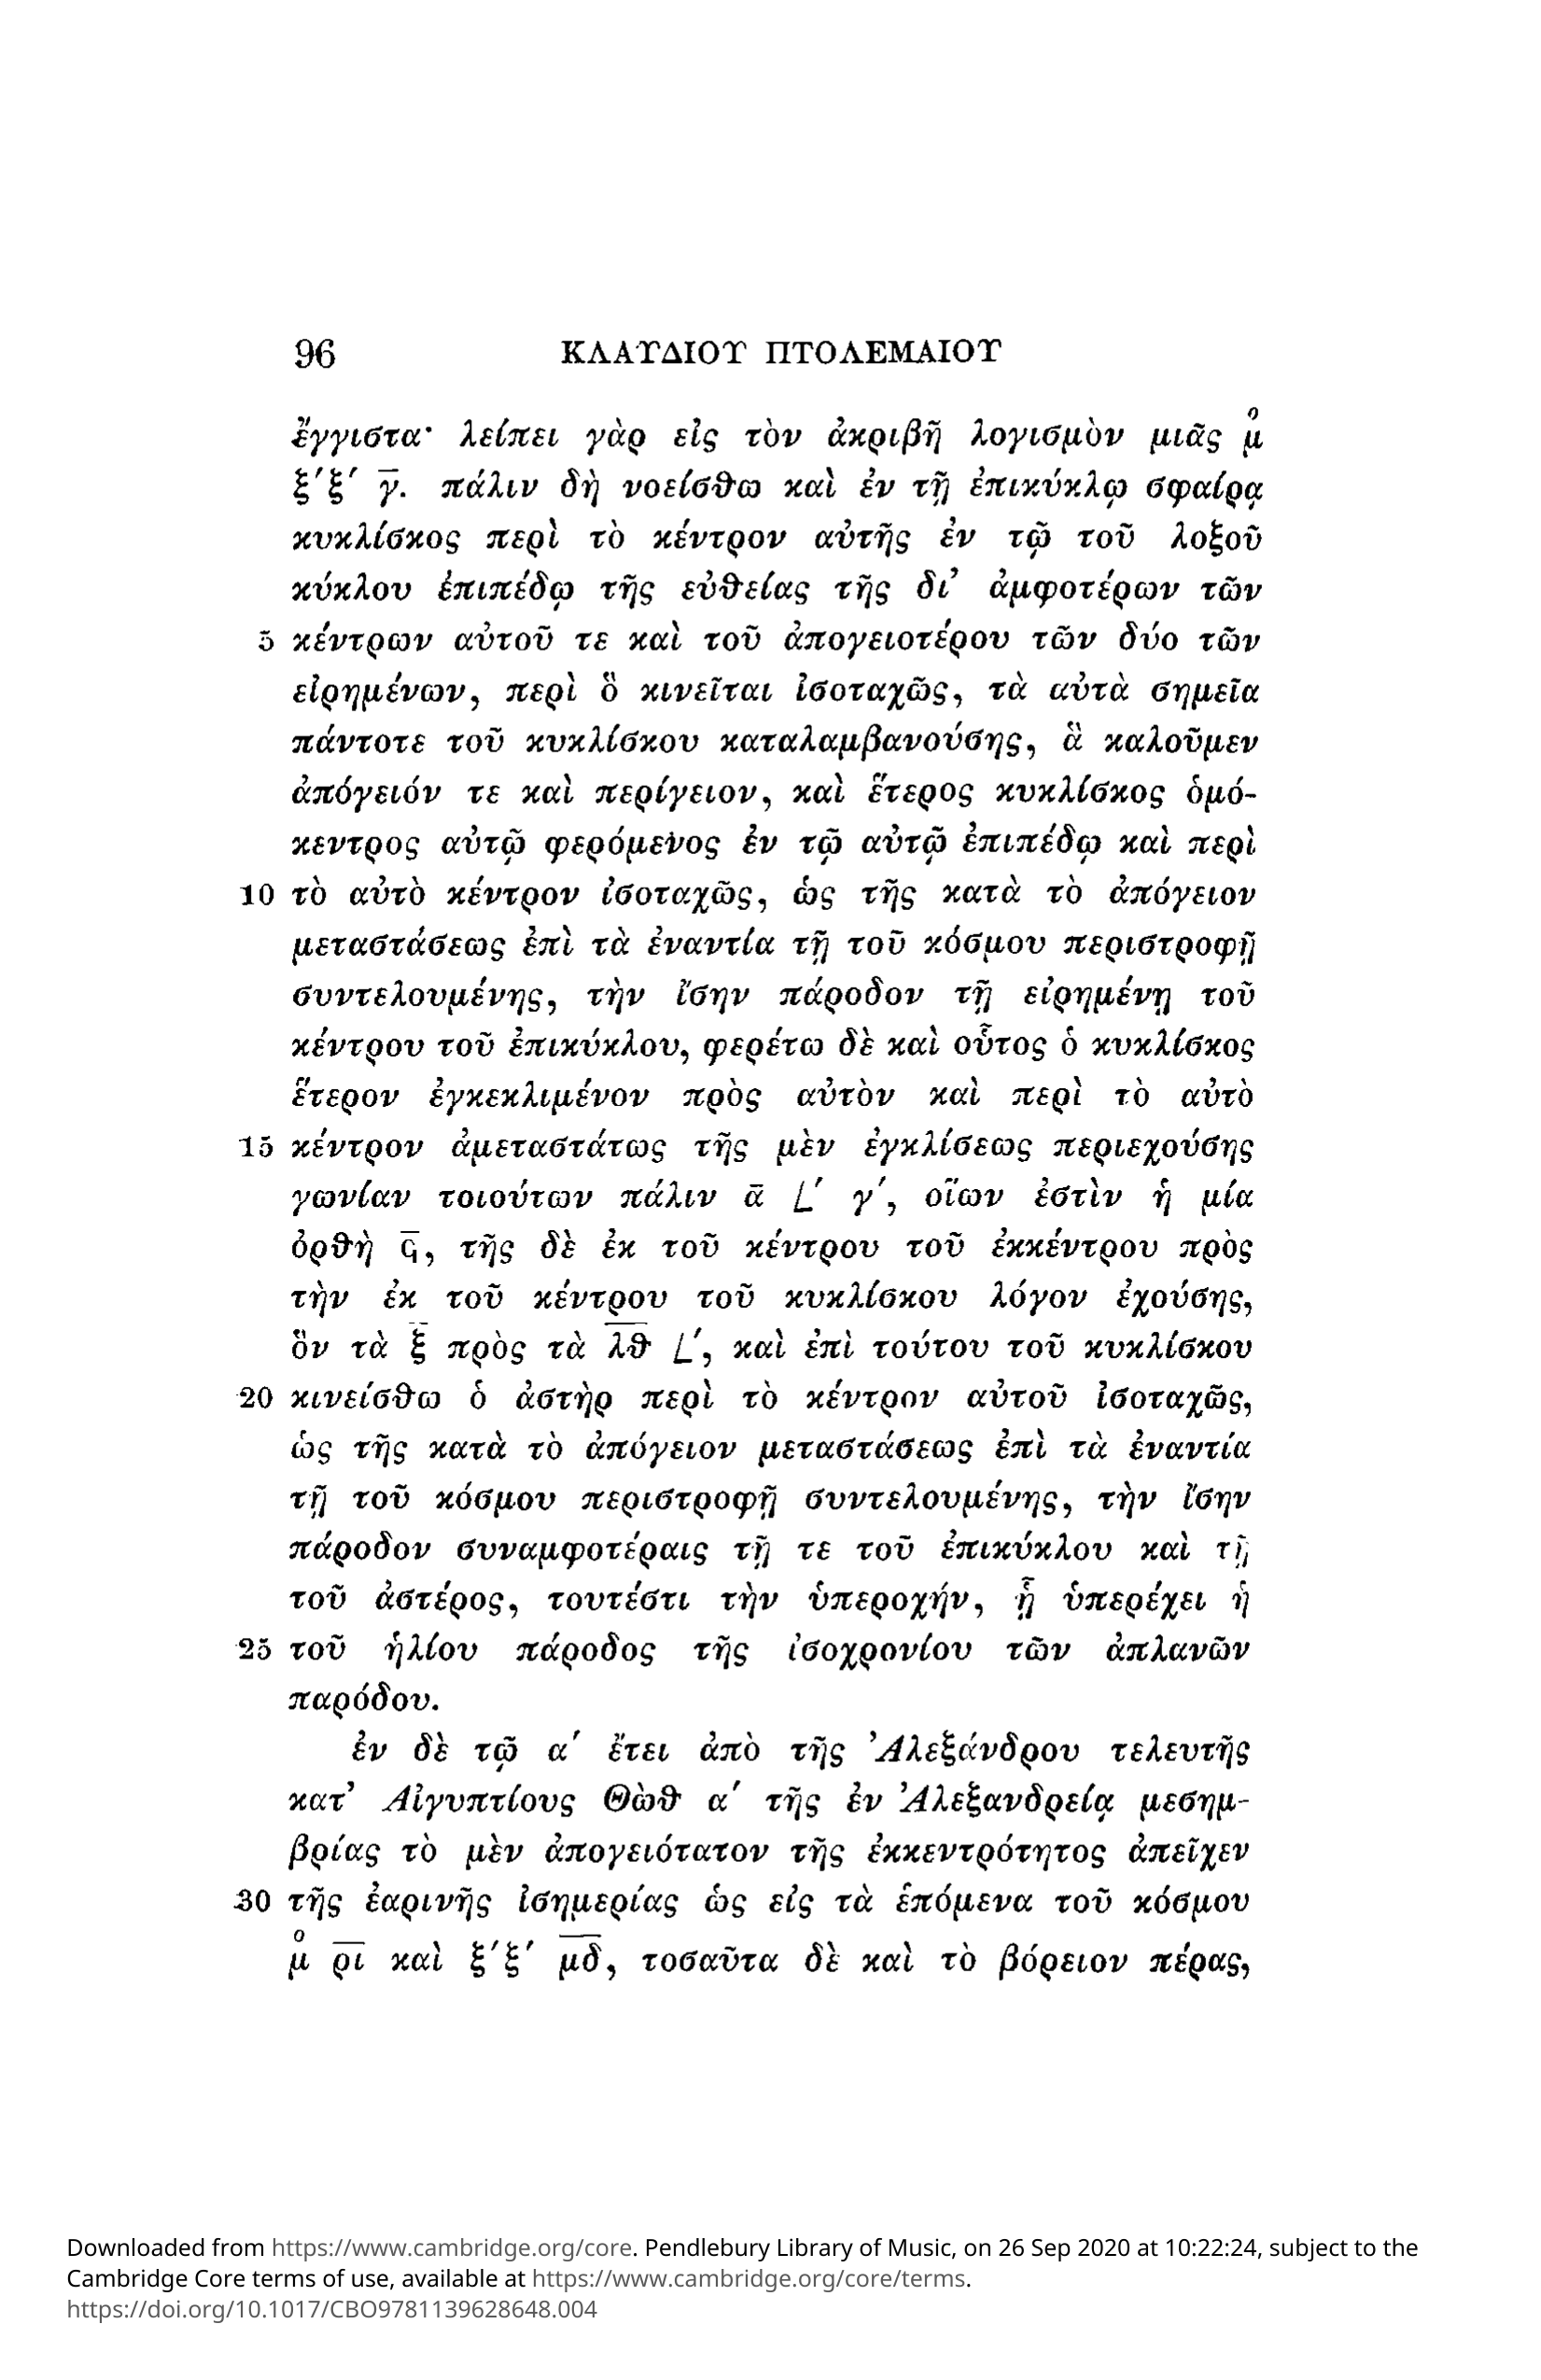 96 ΚΛΑΥΔΙΟΥ ΠΤΟΛΕΜΑΙΟΥ
ἔγγιστα· λείπει γὰρ εἰς τὸν ἀκριβῆ λογισμὸν μιᾶς μ̊
ξ′ξ′ γ̅. πάλιν δὴ νοείσθω καὶ ἐν τῇ ἐπικύκλῳ σφαίρᾳ
κυκλίσκος περὶ τὸ κέντρον αὐτῆς ἐν τῷ τοῦ λοξοῦ
κύκλου ἐπιπέδῳ τῆς εὐθείας τῆς δι’ ἀμφοτέρων τῶν
5 κέντρων αὐτοῦ τε καὶ τοῦ ἀπογειοτέρου τῶν δύο τῶν
εἰρημένων, περὶ ὃ κινεῖται ἰσοταχῶς, τὰ αὐτὰ σημεῖα
πάντοτε τοῦ κυκλίσκου καταλαμβανούσης, ἃ καλοῦμεν
ἀπόγειόν τε καὶ περίγειον, καὶ ἕτερος κυκλίσκος ὁμό-
κεντρος αὐτῷ φερόμενος ἐν τῷ αὐτῷ ἐπιπέδῳ καὶ περὶ
10 τὸ αὐτὸ κέντρον ἰσοταχῶς, ὡς τῆς κατὰ τὸ ἀπόγειον
μεταστάσεως ἐπὶ τὰ ἐναντία τῇ τοῦ κόσμου περιστροφῇ
συντελουμένης, τὴν ἴσην πάροδον τῇ εἰρημένῃ τοῦ
κέντρου τοῦ ἐπικύκλου, φερέτω δὲ καὶ οὗτος ὁ κυκλίσκος
ἕτερον ἐγκεκλιμένον πρὸς αὐτὸν καὶ περὶ τὸ αὐτὸ
15 κέντρον ἀμεταστάτως τῆς μὲν ἐγκλίσεως περιεχούσης
γωνίαν τοιούτων πάλιν α̅ 𐅵′ γ′, οἵων ἐστὶν ἡ μία
ὀρθὴ ϟ̅, τῆς δὲ ἐκ τοῦ κέντρου τοῦ ἐκκέντρου πρὸς
τὴν ἐκ τοῦ κέντρου τοῦ κυκλίσκου λόγον ἐχούσης,
ὃν τὰ ξ̅ πρὸς τὰ λ̅θ̅ 𐅵′, καὶ ἐπὶ τούτου τοῦ κυκλίσκου
20 κινείσθω ὁ ἀστὴρ περὶ τὸ κέντρον αὐτοῦ ἰσοταχῶς,
ὡς τῆς κατὰ τὸ ἀπόγειον μεταστάσεως ἐπὶ τὰ ἐναντία
τῇ τοῦ κόσμου περιστροφῇ συντελουμένης, τὴν ἴσην
πάροδον συναμφοτέραις τῇ τε τοῦ ἐπικύκλου καὶ τῇ
τοῦ ἀστέρος, τουτέστι τὴν ὑπεροχήν, ᾗ ὑπερέχει ἡ
25 τοῦ ἡλίου πάροδος τῆς ἰσοχρονίου τῶν ἀπλανῶν
παρόδου.
ἐν δὲ τῷ α′ ἔτει ἀπὸ τῆς Ἀλεξάνδρου τελευτῆς
κατ’ Αἰγυπτίους Θὼθ α′ τῆς ἐν Ἀλεξανδρείᾳ μεσημ-
βρίας τὸ μὲν ἀπογειότατον τῆς ἐκκεντρότητος ἀπεῖχεν
30 τῆς ἐαρινῆς ἰσημερίας ὡς εἰς τὰ ἑπόμενα τοῦ κόσμου
μ̊ ρ̅ι̅ καὶ ξ′ξ′ μ̅δ̅, τοσαῦτα δὲ καὶ τὸ βόρειον πέρας,
Downloaded from https://www.cambridge.org/core. Pendlebury Library of Music, on 26 Sep 2020 at 10:22:24, subject to the
Cambridge Core terms of use, available at https://www.cambridge.org/core/terms.
https://doi.org/10.1017/CBO9781139628648.004